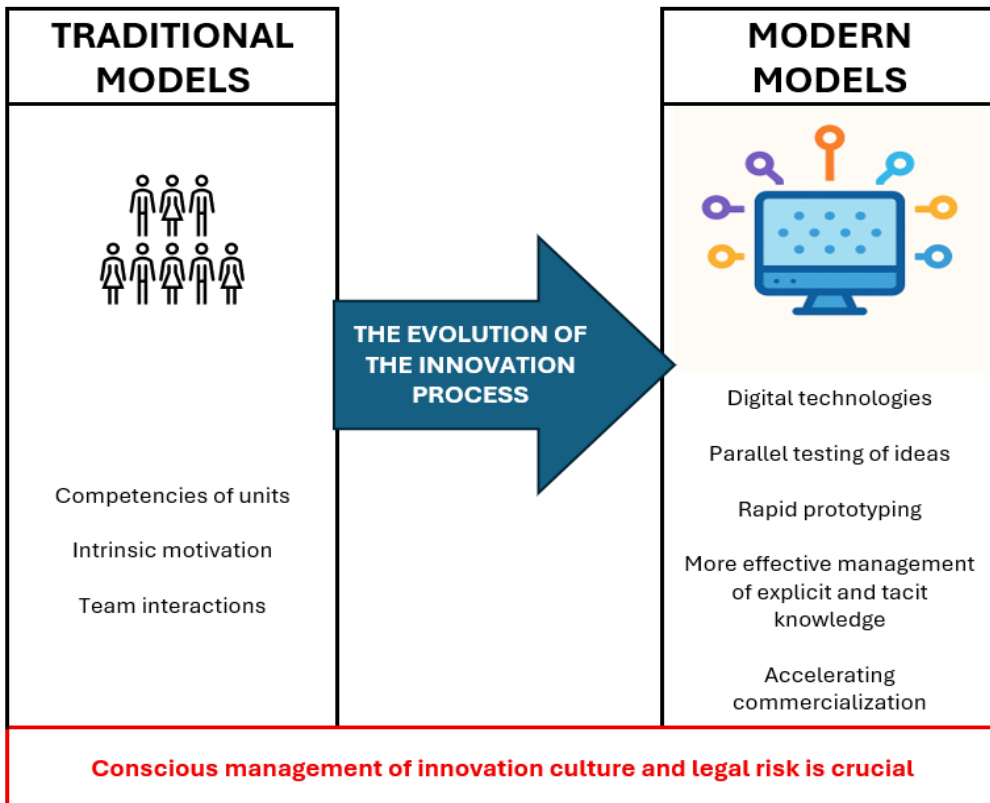 TRADITIONAL
MODELS
Competencies of units
Intrinsic motivation
Team interactions
THE EVOLUTION OF
THE INNOVATION
PROCESS
MODERN
MODELS
Digital technologies
Parallel testing of ideas
Rapid prototyping
More effective management
of explicit and tacit
knowledge
Accelerating
commercialization
Conscious management of innovation culture and legal risk is crucial